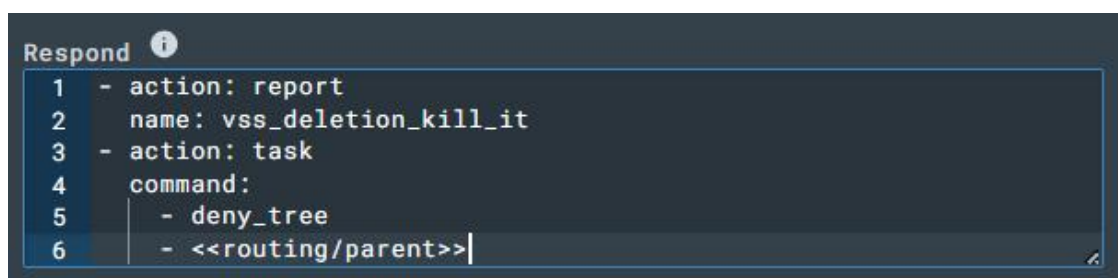 Respond i
1 - action: report
2 name: vss_deletion_kill_it
3 - action: task
4 command:
5 - deny_tree
6 - <<routing/parent>>